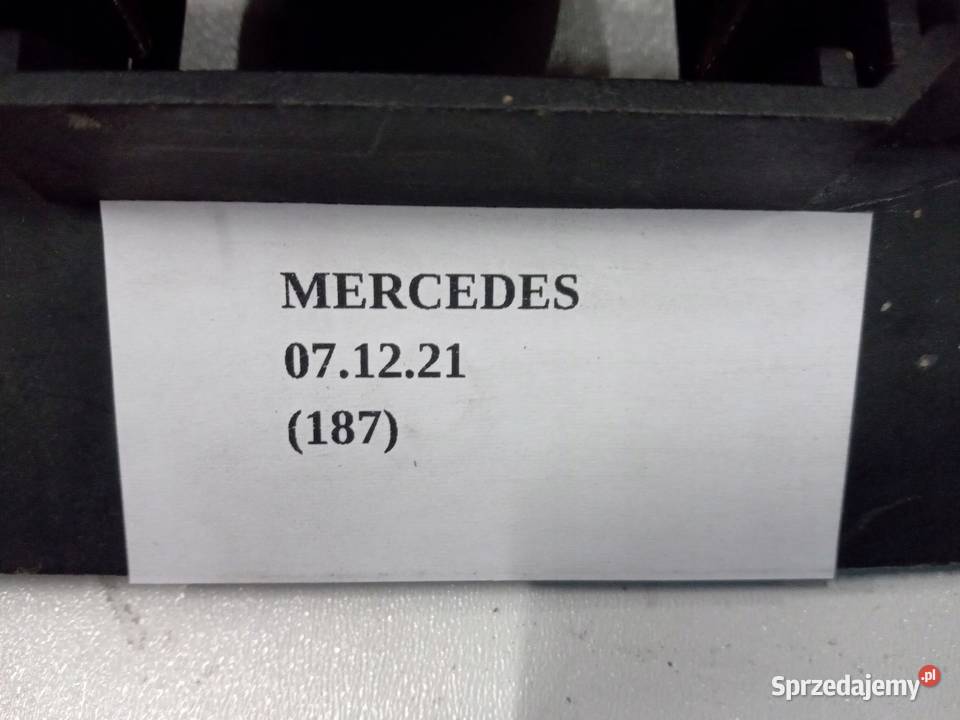 MERCEDES
07.12.21
(187)
Sprzedajemy.pl